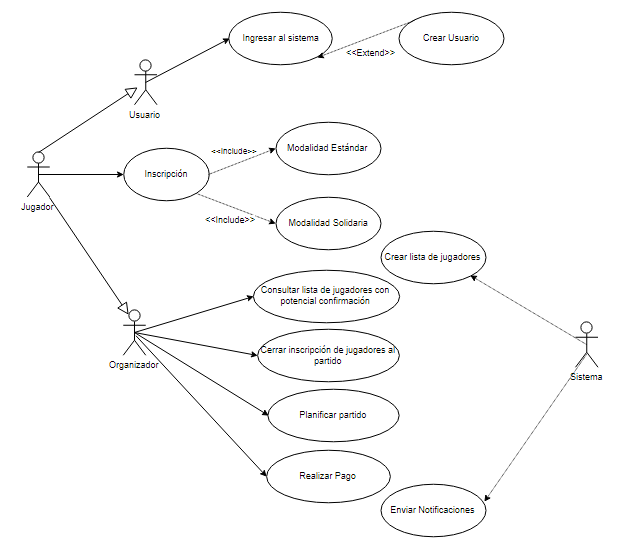 Ingresar al sistema
Crear Usuario
<<Extend>>
Usuario
Modalidad Estándar
<<Include>>
Inscripción
Jugador
<<Include>>
Modalidad Solidaria
Crear lista de jugadores
Consultar lista de jugadores con
potencial confirmación
Cerrar inscripción de jugadores al
partido
Organizador
Sistema
Planificar partido
Realizar Pago
Enviar Notificaciones